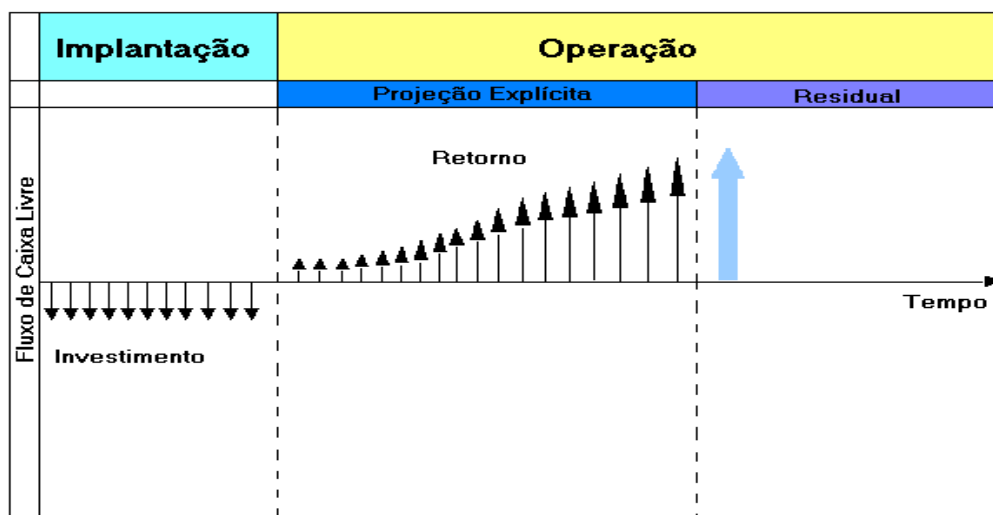 Implantação
Operação
Projeção Explícita
Residual
Retorno
Fluxo de Caixa Livre
Tempo
Investimento